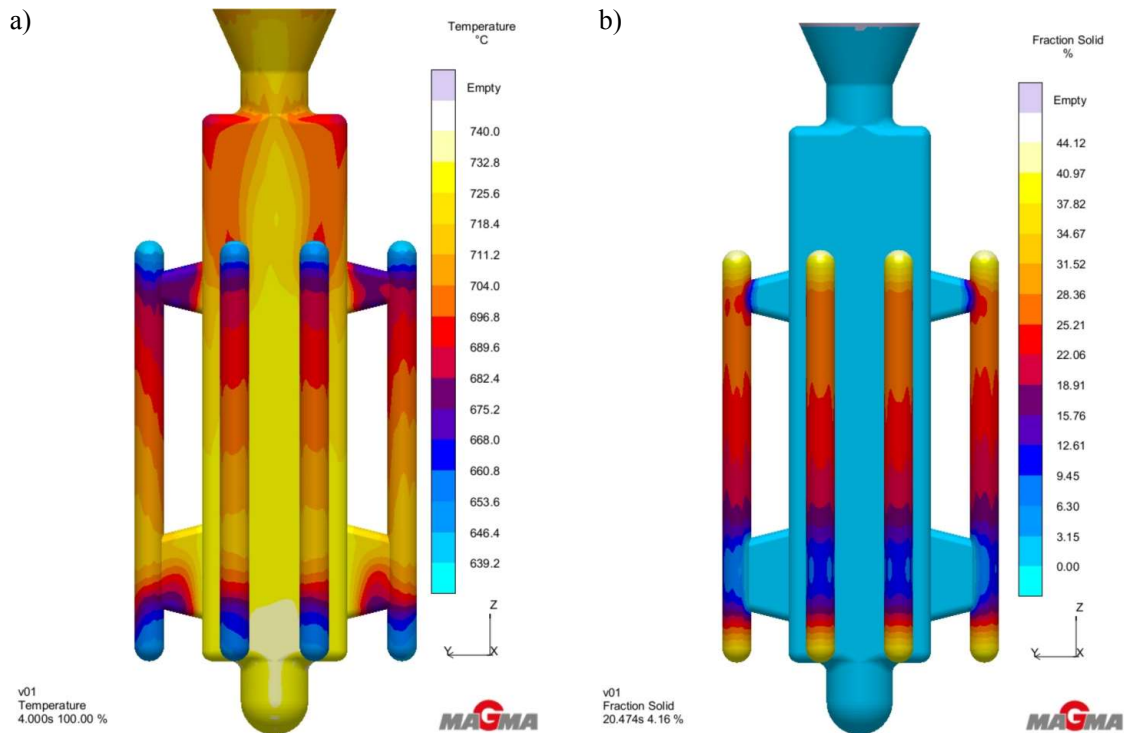 a)
Temperature
°C
Empty
740.0
732.8
725.6
718.4
711.2
704.0
696.8
689.6
682.4
675.2
668.0
660.8
653.6
646.4
639.2
Z
Y
X
v01
Temperature
4.000s 100.00 %
MAGMA
b)
Fraction Solid
%
Empty
44.12
40.97
37.82
34.67
31.52
28.36
25.21
22.06
18.91
15.76
12.61
9.45
6.30
3.15
0.00
Z
Y
X
v01
Fraction Solid
20.474s 4.16 %
MAGMA